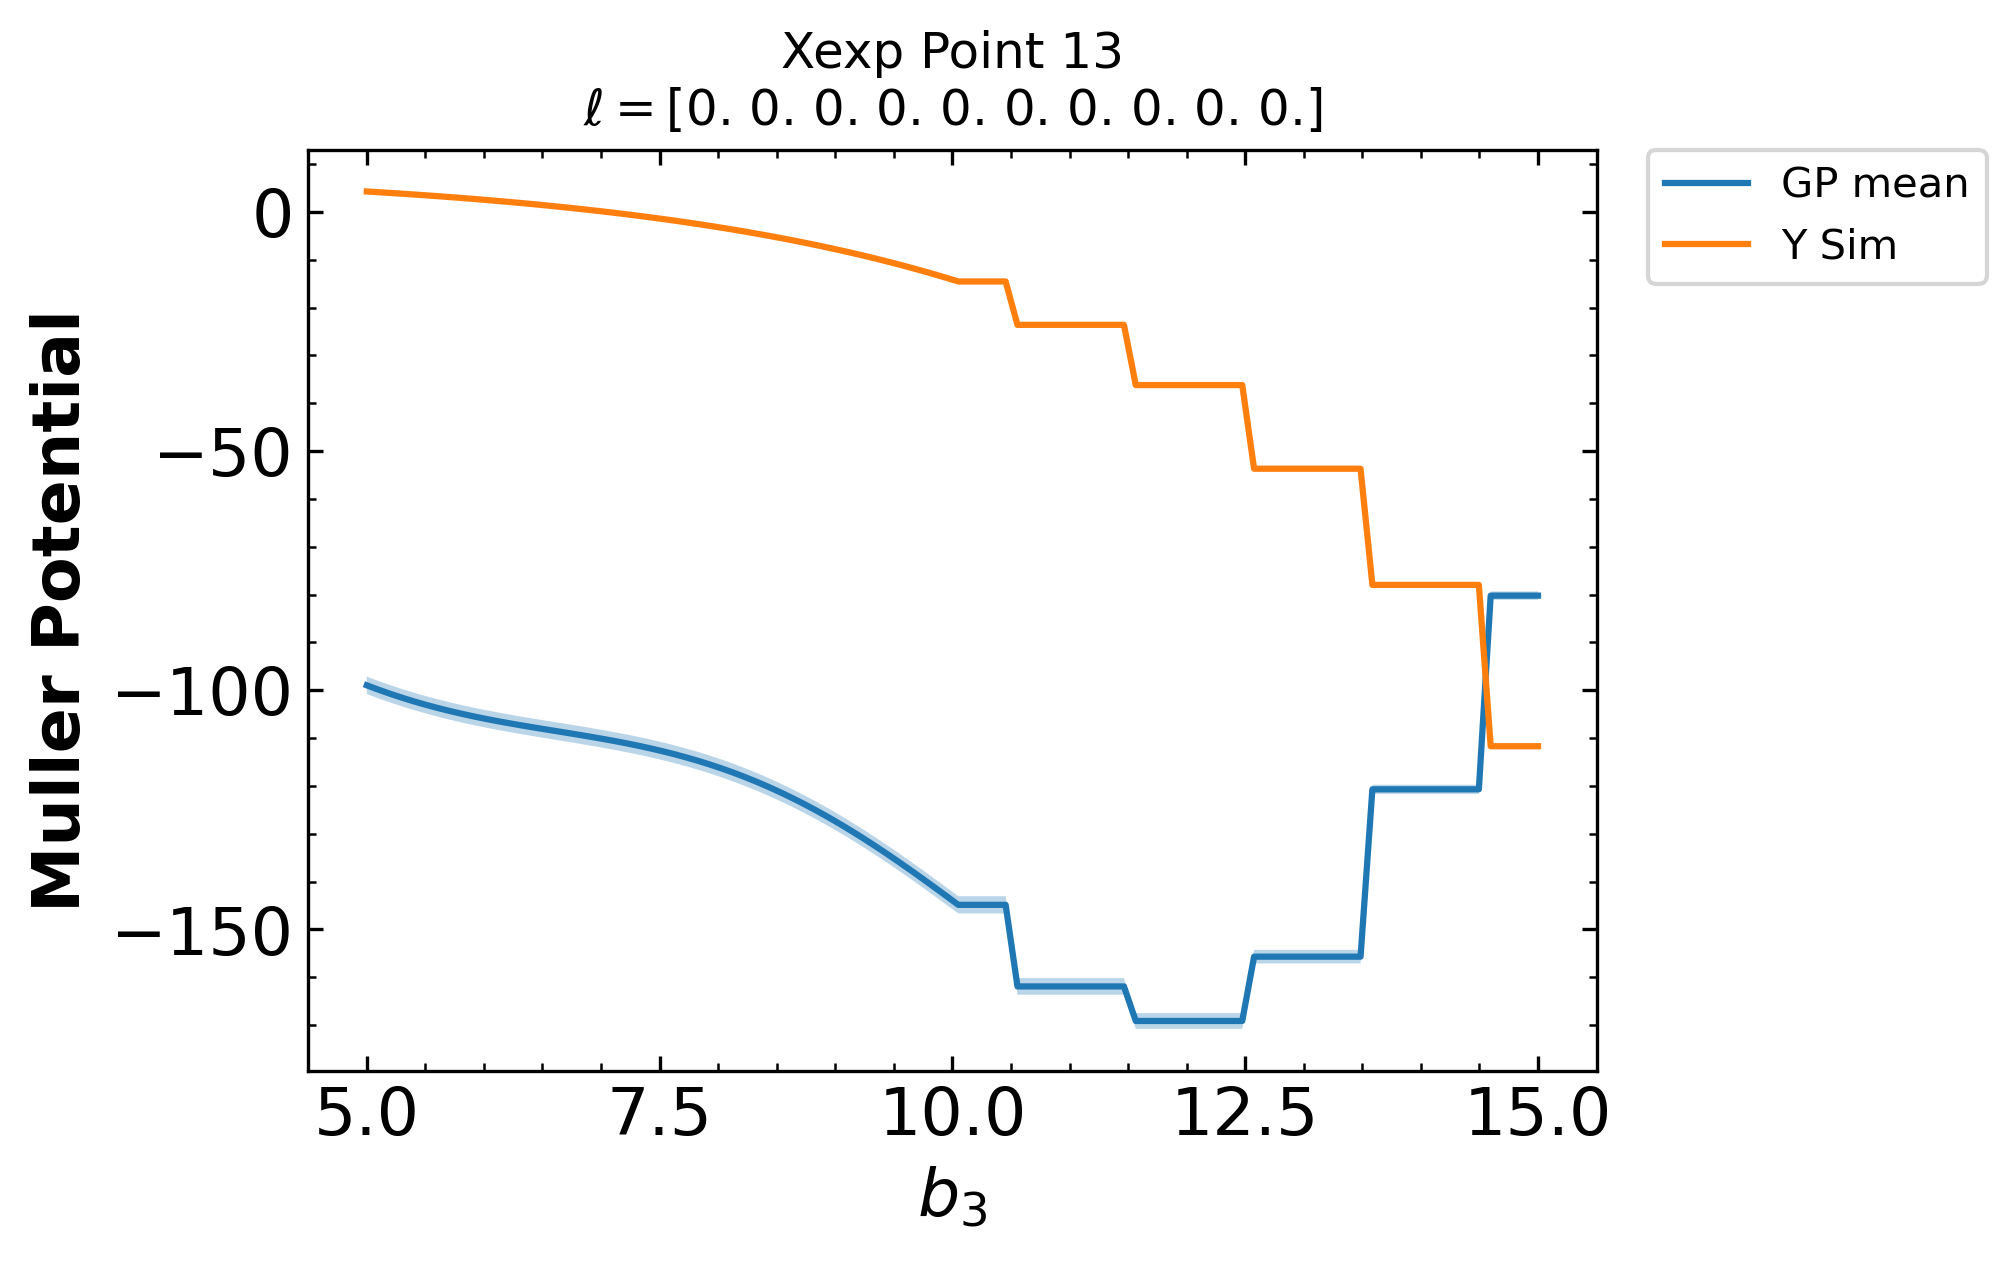 Xexp Point 13
ℓ = [0. 0. 0. 0. 0. 0. 0. 0. 0. 0.]
GP mean
Y Sim
Muller Potential
0
−50
−100
−150
5.0 7.5 10.0 12.5 15.0
b₃